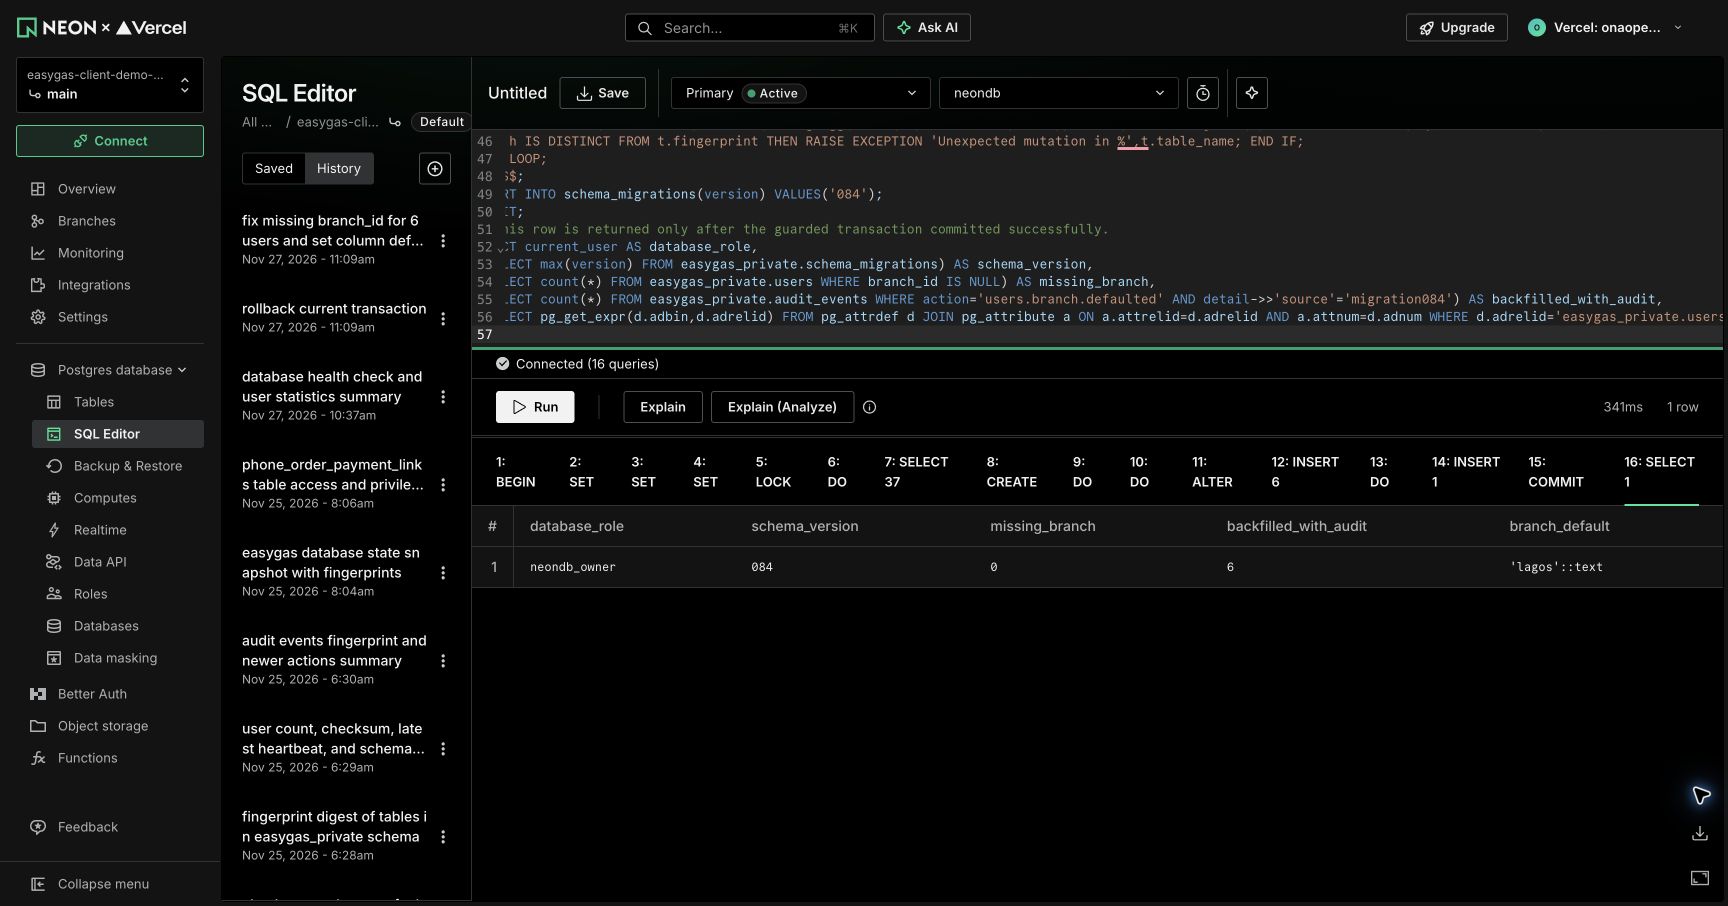 NEON × Vercel
Search... ⌘K
Ask AI
Upgrade
O Vercel: onaope...
easygas-client-demo-...
main
Connect
Overview
Branches
Monitoring
Integrations
Settings
Postgres database
Tables
SQL Editor
Backup & Restore
Computes
Realtime
Data API
Roles
Databases
Data masking
Better Auth
Object storage
Functions
Feedback
Collapse menu
SQL Editor
All ... / easygas-cli... Default
Saved History
fix missing branch_id for 6
users and set column def...
Nov 27, 2026 - 11:09am
rollback current transaction
Nov 27, 2026 - 11:09am
database health check and
user statistics summary
Nov 27, 2026 - 10:37am
phone_order_payment_link
s table access and privile...
Nov 25, 2026 - 8:06am
easygas database state sn
apshot with fingerprints
Nov 25, 2026 - 8:04am
audit events fingerprint and
newer actions summary
Nov 25, 2026 - 6:30am
user count, checksum, late
st heartbeat, and schema...
Nov 25, 2026 - 6:29am
fingerprint digest of tables i
n easygas_private schema
Nov 25, 2026 - 6:28am
Untitled Save Primary Active neondb
46 h IS DISTINCT FROM t.fingerprint THEN RAISE EXCEPTION 'Unexpected mutation in %',t.table_name; END IF;
47 LOOP;
48 $$;
49 RT INTO schema_migrations(version) VALUES('084');
50 IT;
51 his row is returned only after the guarded transaction committed successfully.
52 CT current_user AS database_role,
53 LECT max(version) FROM easygas_private.schema_migrations) AS schema_version,
54 LECT count(*) FROM easygas_private.users WHERE branch_id IS NULL) AS missing_branch,
55 LECT count(*) FROM easygas_private.audit_events WHERE action='users.branch.defaulted' AND detail->>'source'='migration084') AS backfilled_with_audit,
56 LECT pg_get_expr(d.adbin,d.adrelid) FROM pg_attrdef d JOIN pg_attribute a ON a.attrelid=d.adrelid AND a.attnum=d.adnum WHERE d.adrelid='easygas_private.users
57
Connected (16 queries)
Run Explain Explain (Analyze) 341ms 1 row
1: BEGIN
2: SET
3: SET
4: SET
5: LOCK
6: DO
7: SELECT 37
8: CREATE
9: DO
10: DO
11: ALTER
12: INSERT 6
13: DO
14: INSERT 1
15: COMMIT
16: SELECT 1
# database_role schema_version missing_branch backfilled_with_audit branch_default
1 neondb_owner 084 0 6 'lagos'::text